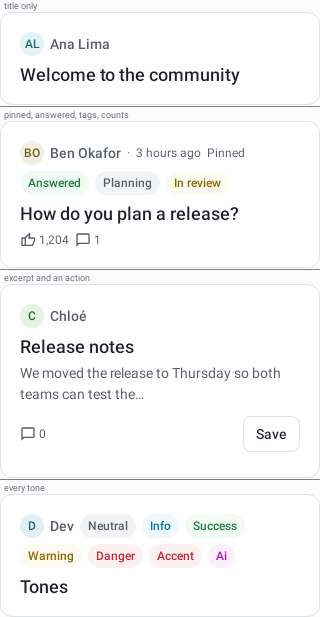 title only
AL Ana Lima
Welcome to the community
pinned, answered, tags, counts
BO Ben Okafor · 3 hours ago Pinned
Answered Planning In review
How do you plan a release?
1,204 1
excerpt and an action
C Chloé
Release notes
We moved the release to Thursday so both
teams can test the…
0 Save
every tone
D Dev Neutral Info Success
Warning Danger Accent Ai
Tones